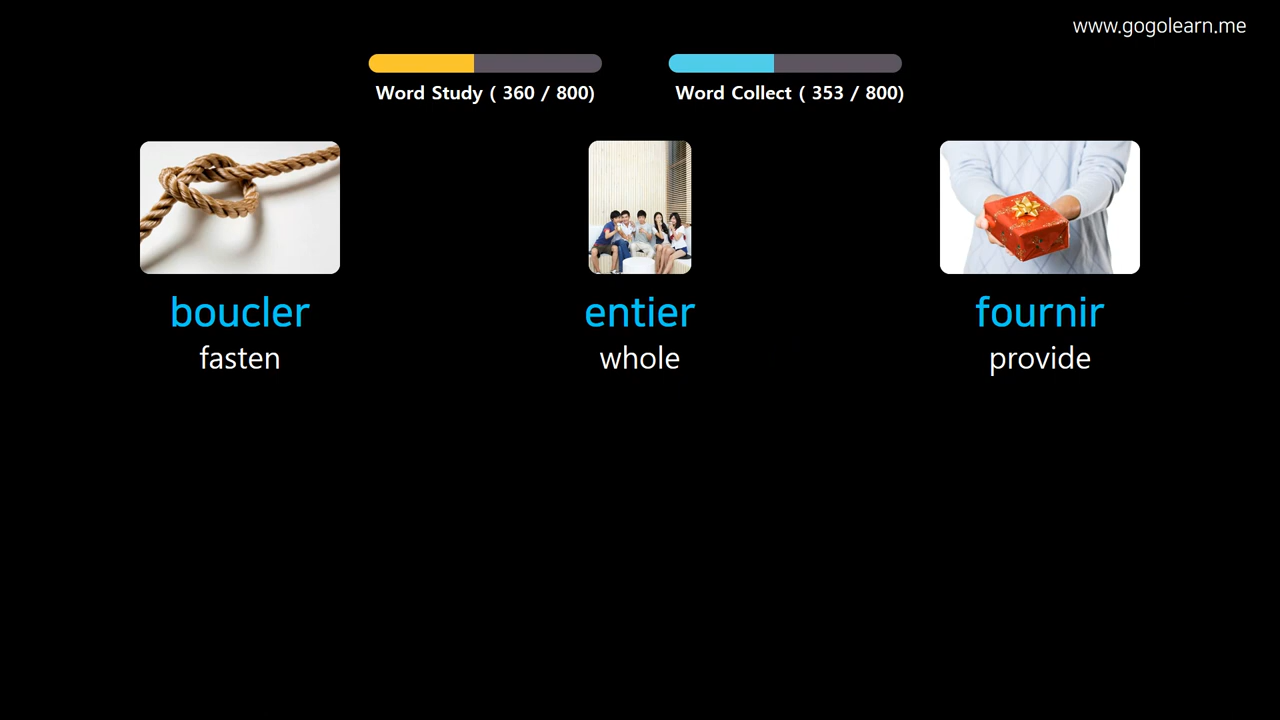 www.gogolearn.me
Word Study ( 360 / 800)
Word Collect ( 353 / 800)
boucler
fasten
entier
whole
fournir
provide